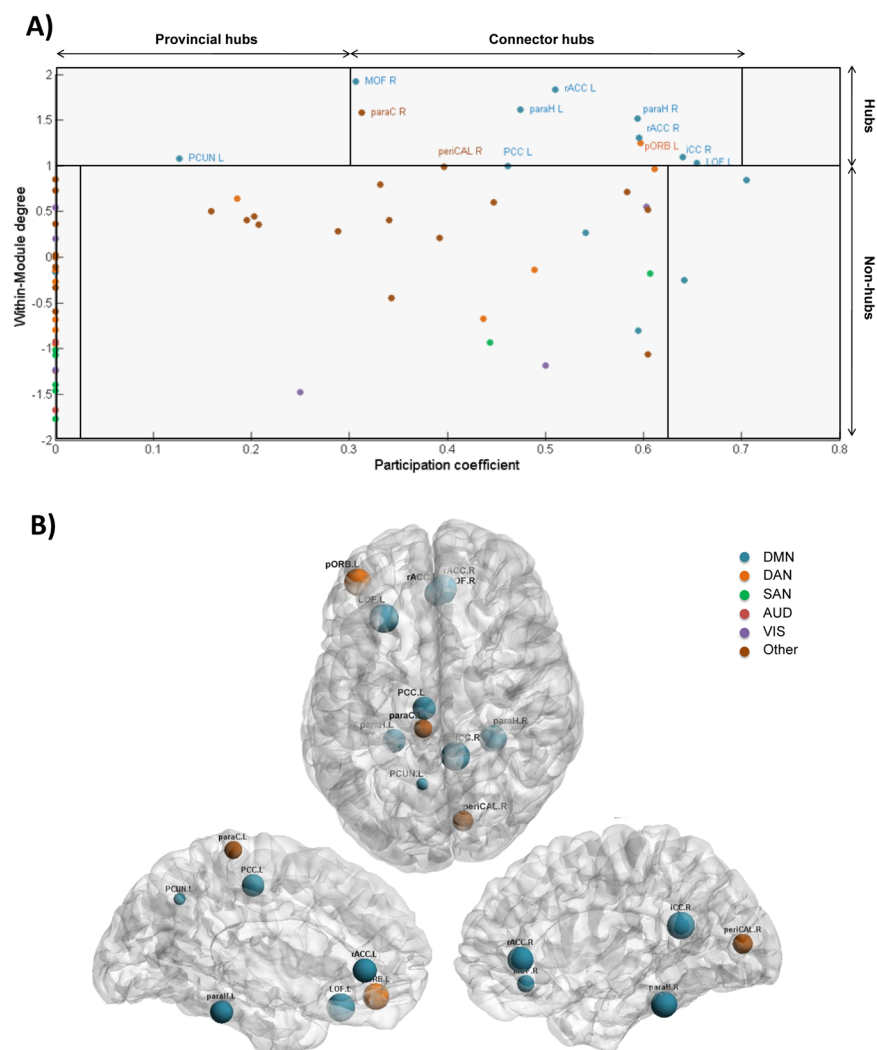 A)
Provincial hubs
Connector hubs
2
MOF R
rACC L
paraH L
paraH R
1.5
paraC R
rACC R
pORB L
periCAL R
PCC L
iCC R
PCUN L
LOF L
1
0.5
0
-0.5
-1
-1.5
-2
Within-Module degree
Hubs
Non-hubs
0
0.1
0.2
0.3
0.4
0.5
0.6
0.7
0.8
Participation coefficient
B)
DMN
DAN
SAN
AUD
VIS
Other
pORB.L
rACC.R
LOF.L
PCC.L
paraC.L
paraH.L
paraH.R
iCC.R
PCUN.L
periCAL.R
paraC.L
PCC.L
PCUN.L
rACC.L
LOF.L
paraH.L
iCC.R
periCAL.R
rACC.R
MOF.R
paraH.R